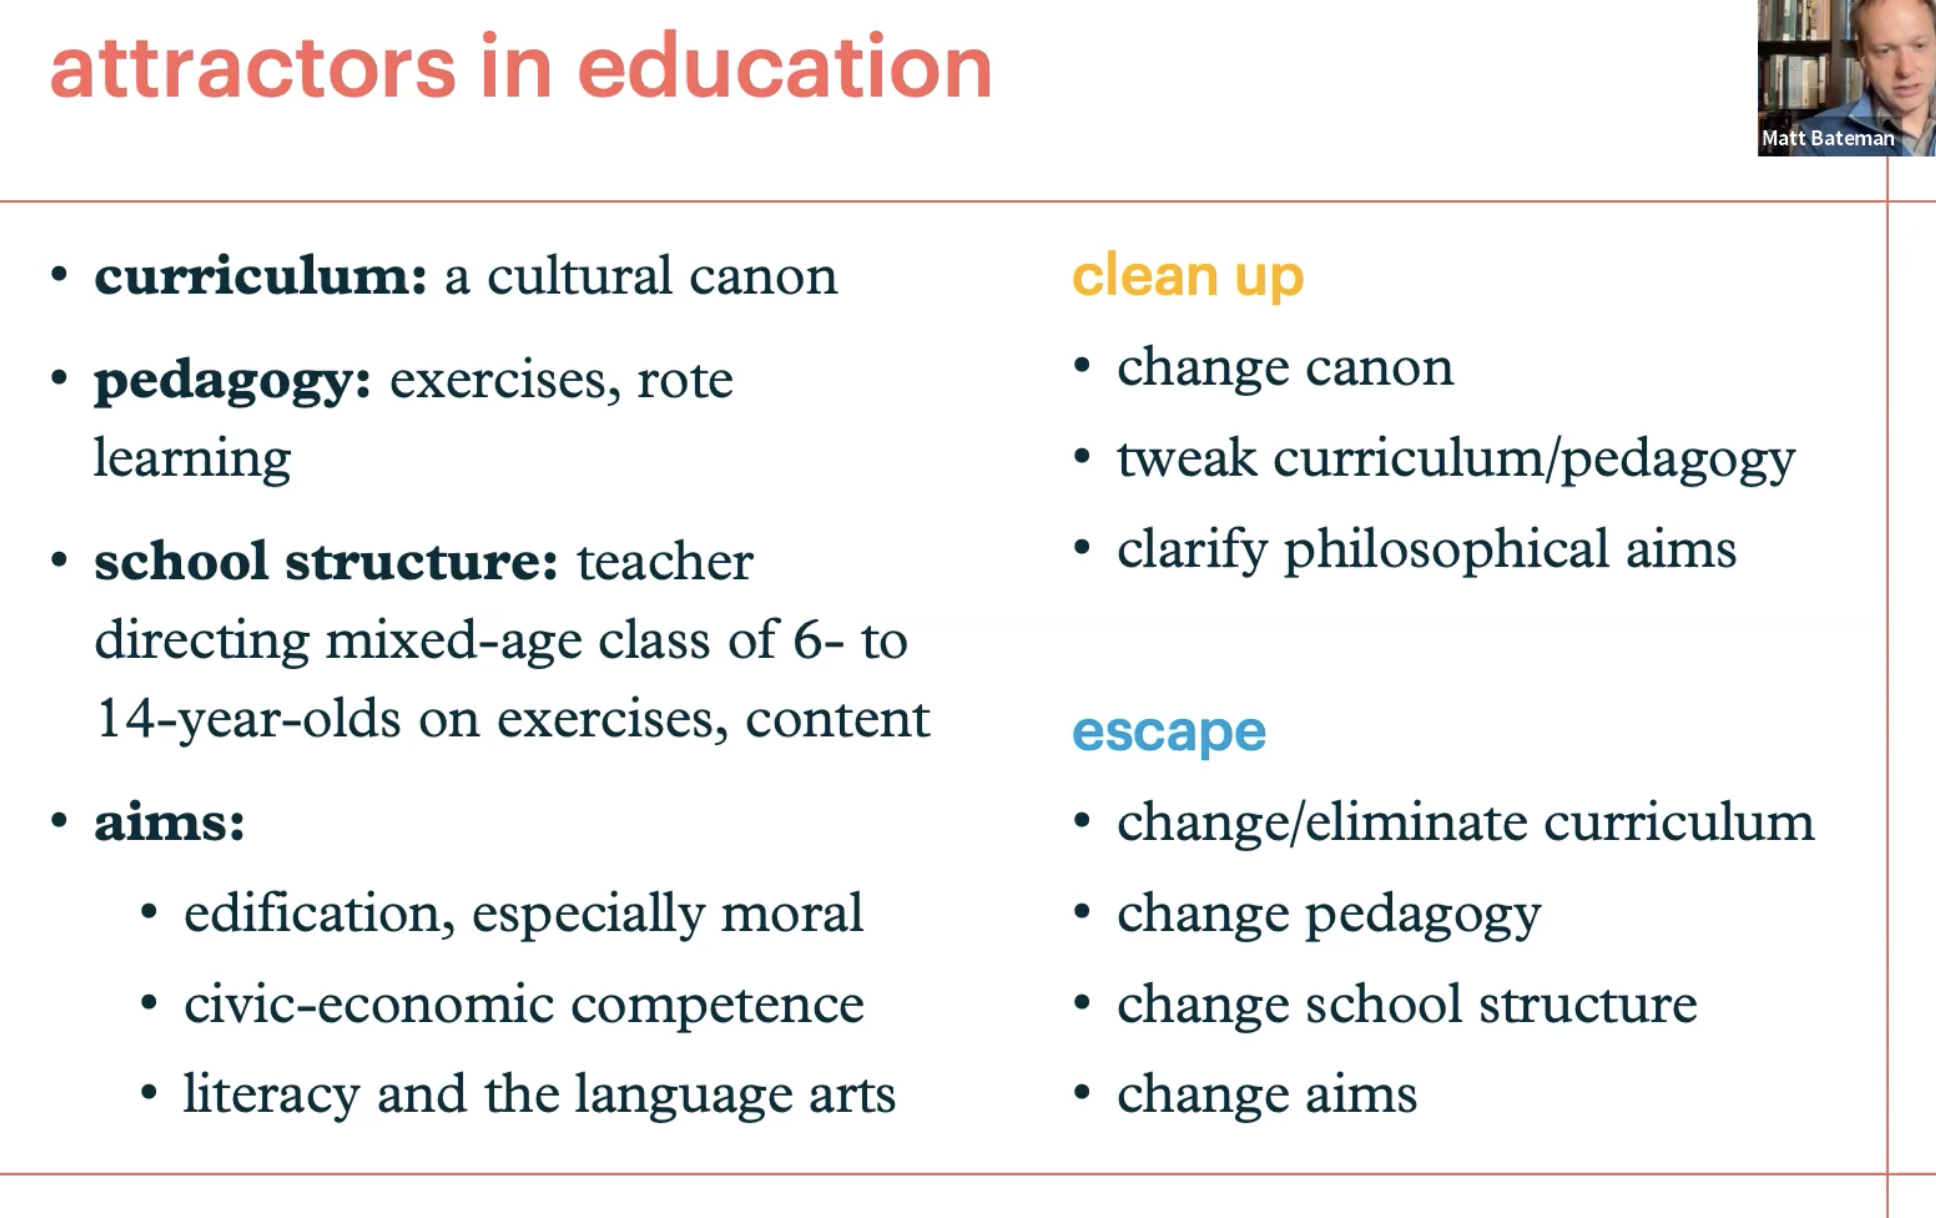 attractors in education
Matt Bateman
• curriculum: a cultural canon
• pedagogy: exercises, rote
learning
• school structure: teacher
directing mixed-age class of 6- to
14-year-olds on exercises, content
• aims:
• edification, especially moral
• civic-economic competence
• literacy and the language arts
clean up
• change canon
• tweak curriculum/pedagogy
• clarify philosophical aims
escape
• change/eliminate curriculum
• change pedagogy
• change school structure
• change aims